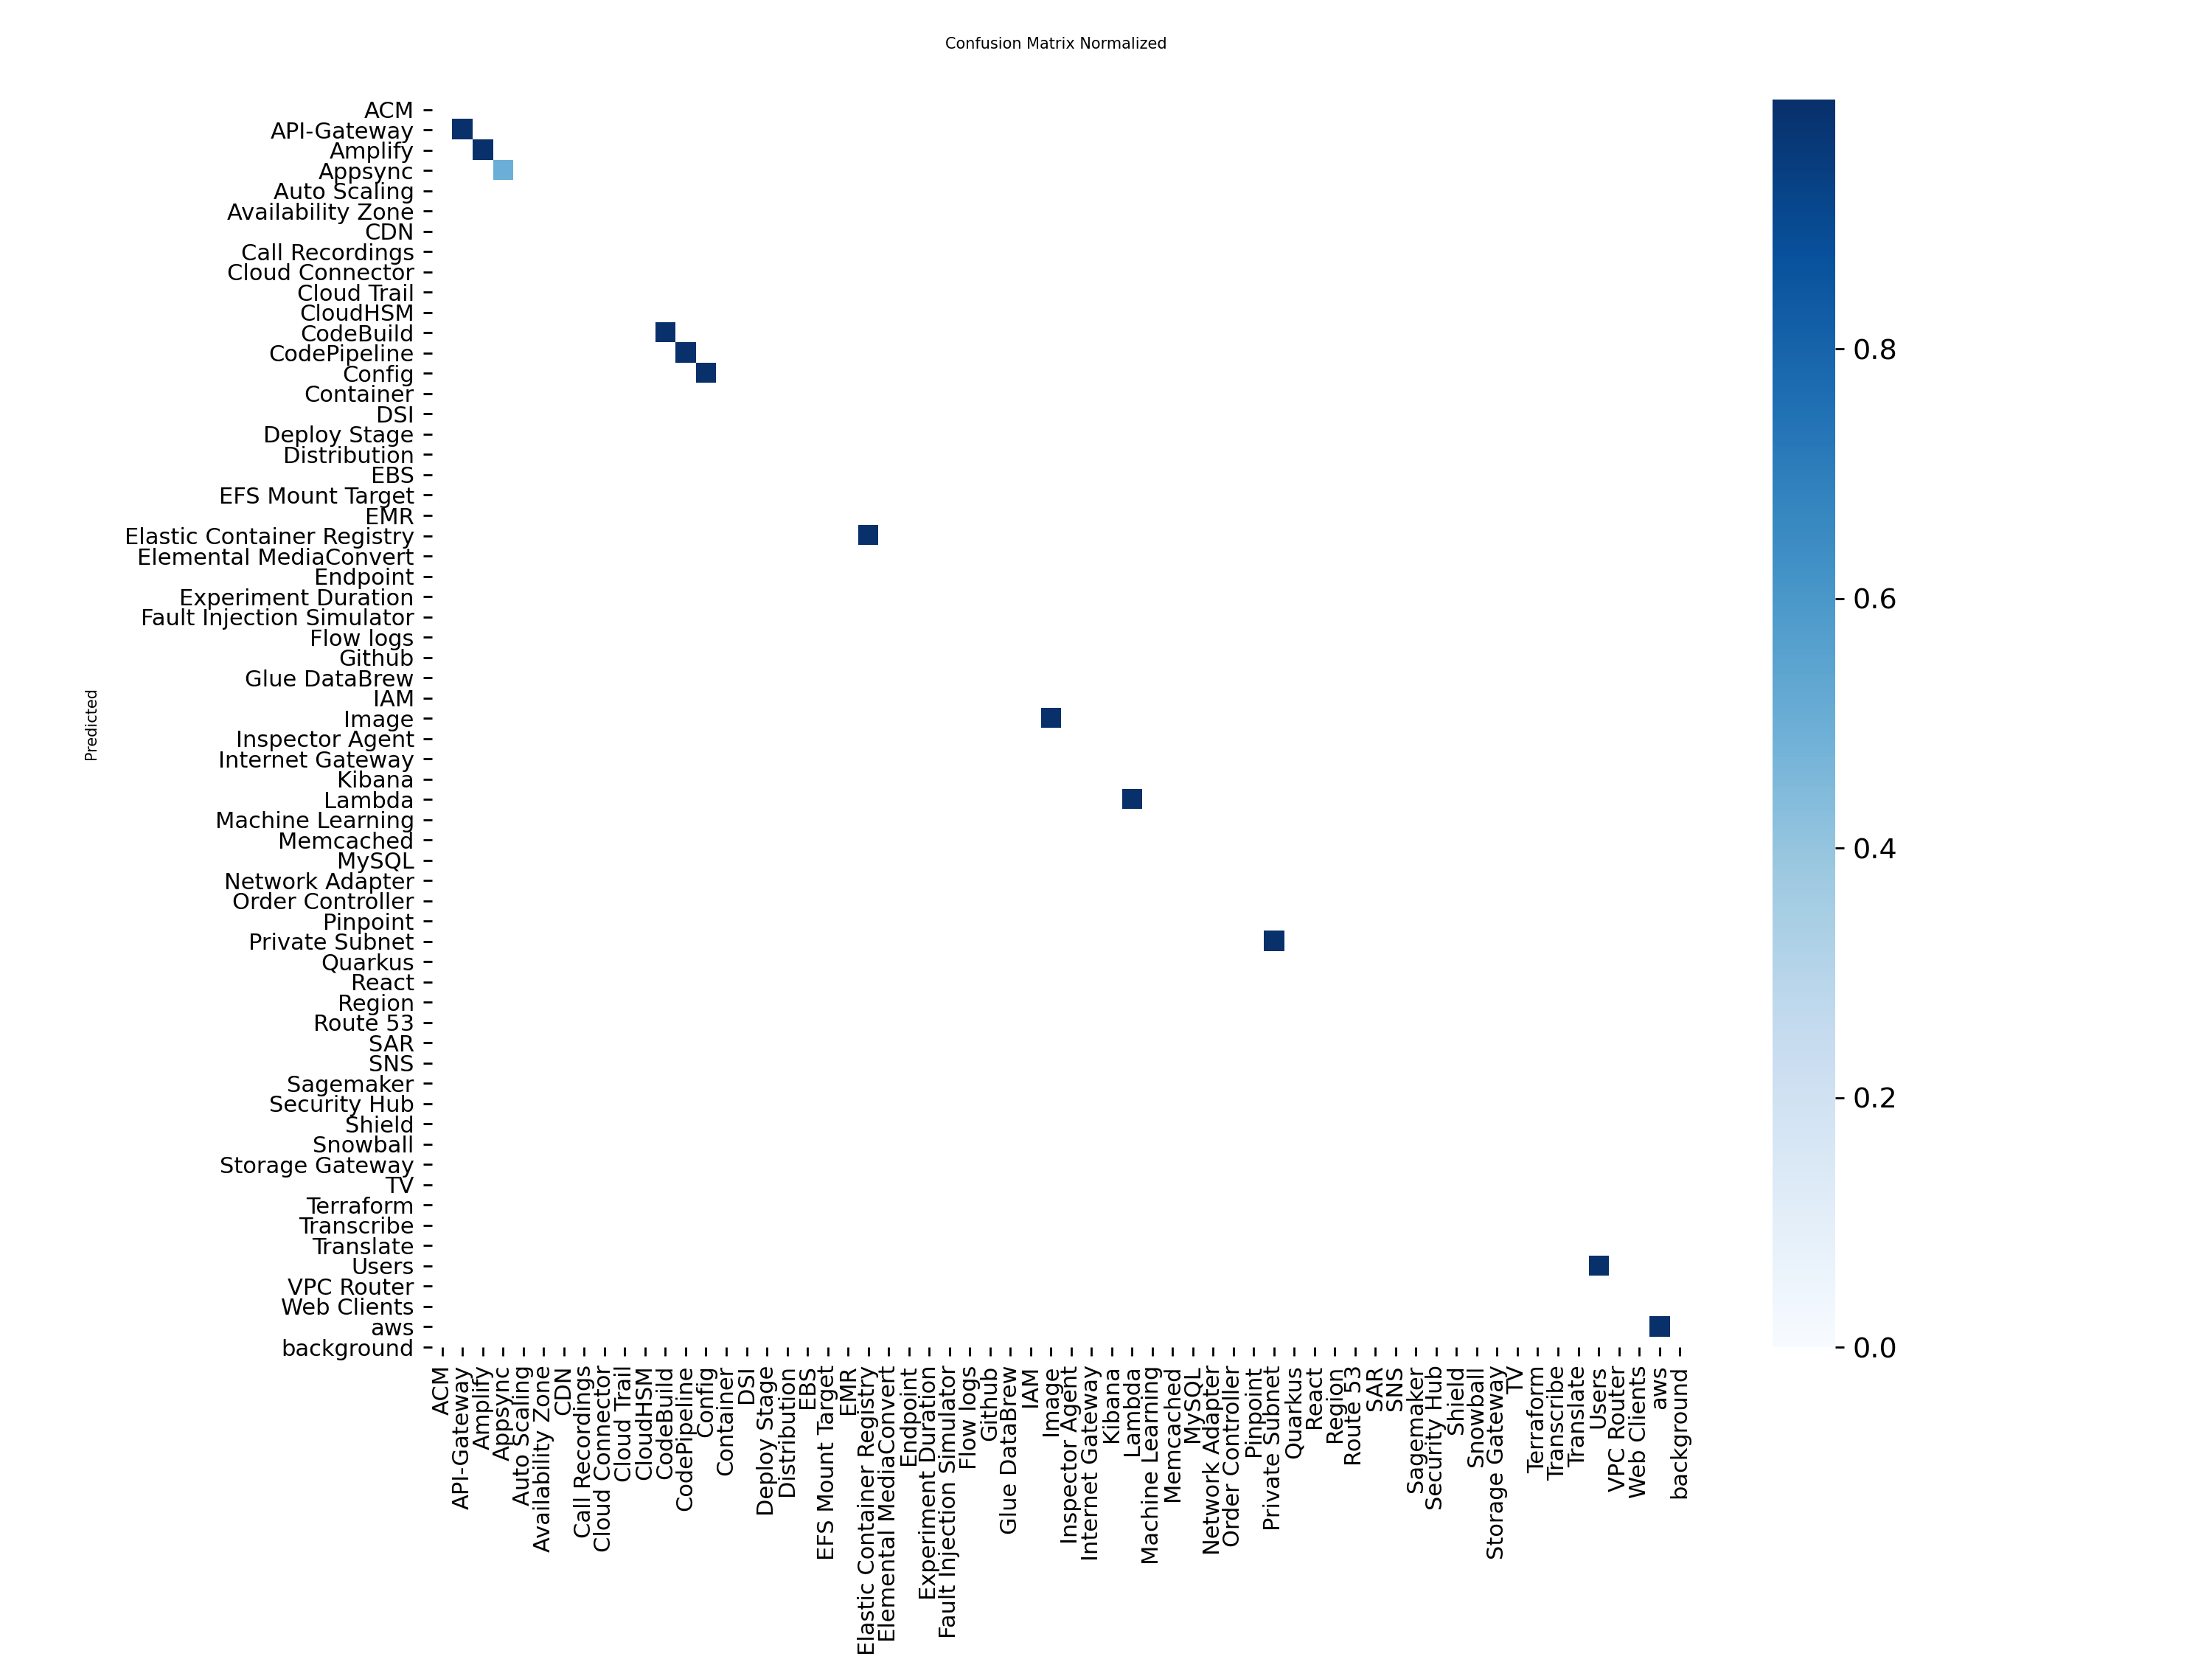 Confusion Matrix Normalized
Predicted
ACM
API-Gateway
Amplify
Appsync
Auto Scaling
Availability Zone
CDN
Call Recordings
Cloud Connector
Cloud Trail
CloudHSM
CodeBuild
CodePipeline
Config
Container
DSI
Deploy Stage
Distribution
EBS
EFS Mount Target
EMR
Elastic Container Registry
Elemental MediaConvert
Endpoint
Experiment Duration
Fault Injection Simulator
Flow logs
Github
Glue DataBrew
IAM
Image
Inspector Agent
Internet Gateway
Kibana
Lambda
Machine Learning
Memcached
MySQL
Network Adapter
Order Controller
Pinpoint
Private Subnet
Quarkus
React
Region
Route 53
SAR
SNS
Sagemaker
Security Hub
Shield
Snowball
Storage Gateway
TV
Terraform
Transcribe
Translate
Users
VPC Router
Web Clients
aws
background
ACM
API-Gateway
Amplify
Appsync
Auto Scaling
Availability Zone
CDN
Call Recordings
Cloud Connector
Cloud Trail
CloudHSM
CodeBuild
CodePipeline
Config
Container
DSI
Deploy Stage
Distribution
EBS
EFS Mount Target
EMR
Elastic Container Registry
Elemental MediaConvert
Endpoint
Experiment Duration
Fault Injection Simulator
Flow logs
Github
Glue DataBrew
IAM
Image
Inspector Agent
Internet Gateway
Kibana
Lambda
Machine Learning
Memcached
MySQL
Network Adapter
Order Controller
Pinpoint
Private Subnet
Quarkus
React
Region
Route 53
SAR
SNS
Sagemaker
Security Hub
Shield
Snowball
Storage Gateway
TV
Terraform
Transcribe
Translate
Users
VPC Router
Web Clients
aws
background
0.8
0.6
0.4
0.2
0.0